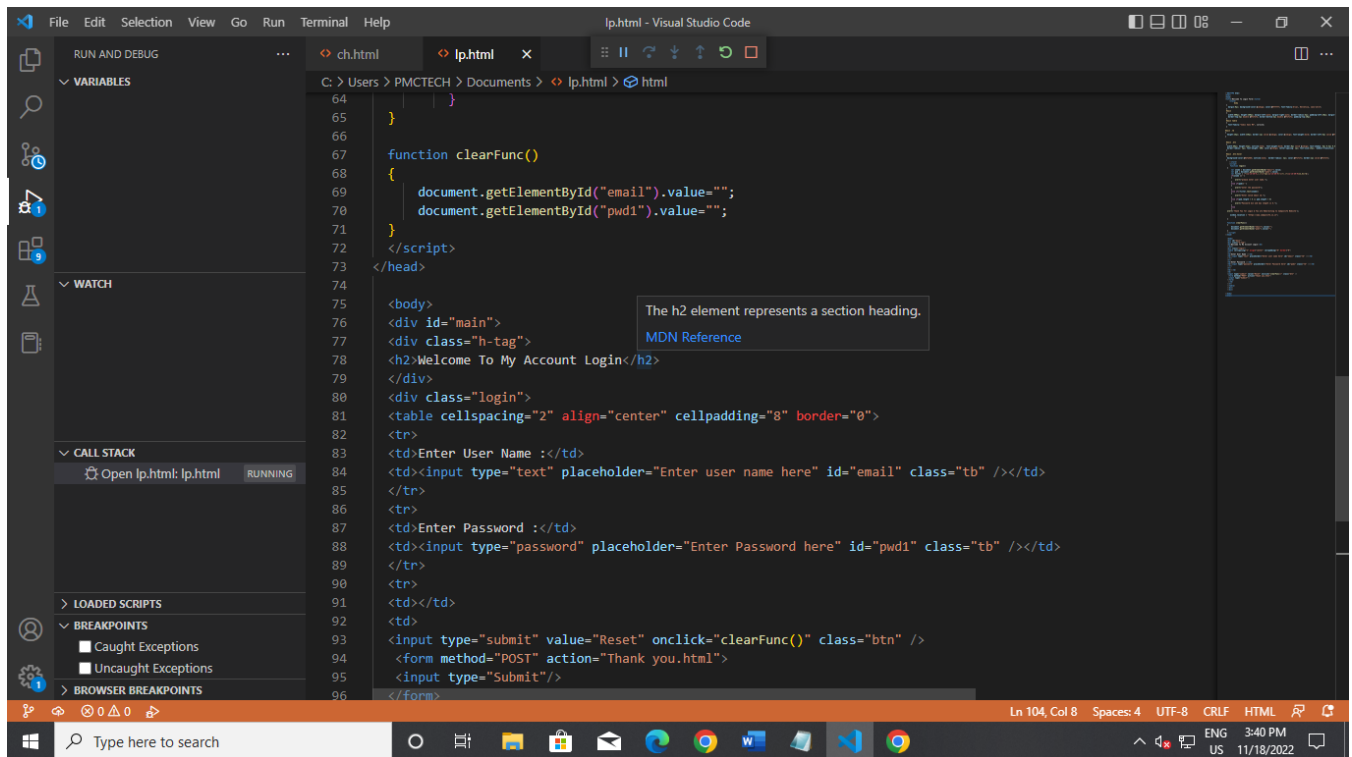 File Edit Selection View Go Run Terminal Help lp.html - Visual Studio Code
RUN AND DEBUG
ch.html lp.html
VARIABLES
C: > Users > PMCTECH > Documents > lp.html > html
64 }
65 }
66
67 function clearFunc()
68 {
69 document.getElementById("email").value="";
70 document.getElementById("pwd1").value="";
71 }
72 </script>
73 </head>
74
75 <body>
76 <div id="main">
77 <div class="h-tag">
78 <h2>Welcome To My Account Login</h2>
79 </div>
80 <div class="login">
81 <table cellspacing="2" align="center" cellpadding="8" border="0">
82 <tr>
83 <td>Enter User Name :</td>
84 <td><input type="text" placeholder="Enter user name here" id="email" class="tb" /></td>
85 </tr>
86 <tr>
87 <td>Enter Password :</td>
88 <td><input type="password" placeholder="Enter Password here" id="pwd1" class="tb" /></td>
89 </tr>
90 <tr>
91 <td></td>
92 <td>
93 <input type="submit" value="Reset" onclick="clearFunc()" class="btn" />
94 <form method="POST" action="Thank you.html">
95 <input type="Submit"/>
96 </form>
The h2 element represents a section heading.
MDN Reference
WATCH
CALL STACK
Open lp.html: lp.html RUNNING
LOADED SCRIPTS
BREAKPOINTS
Caught Exceptions
Uncaught Exceptions
BROWSER BREAKPOINTS
1
9
1
0 0 Ln 104, Col 8 Spaces: 4 UTF-8 CRLF HTML
Type here to search
ENG
US
3:40 PM
11/18/2022